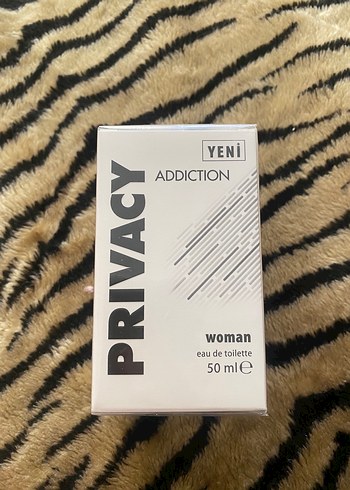 YENİ
ADDICTION
PRIVACY
woman
eau de toilette
50 ml℮